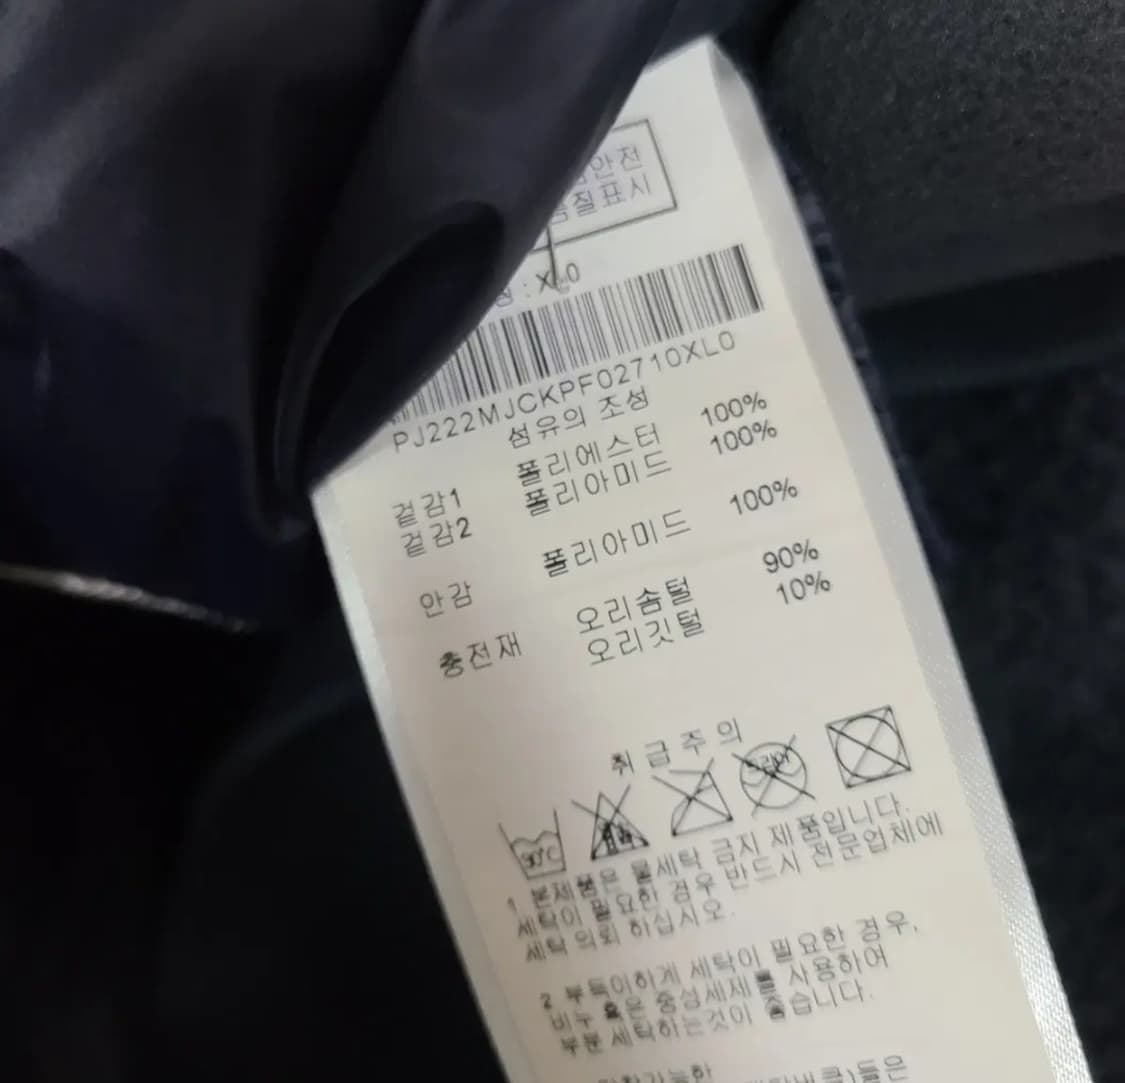 안전
질표시
: XL0
PJ222MJCKPF02710XL0
섬유의 조성
겉감1 폴리에스터 100%
겉감2 폴리아미드 100%
안감 폴리아미드 100%
충전재 오리솜털 90%
오리깃털 10%
취급주의
30℃ 드라이
1 본제품은 물세탁 금지 제품입니다.
세탁이 필요한 경우 반드시 전문업체에
세탁 의뢰 하십시오.
2 부득이하게 세탁이 필요한 경우,
비누 혹은 중성세제를 사용하여
부분 세탁하는것이 좋습니다.